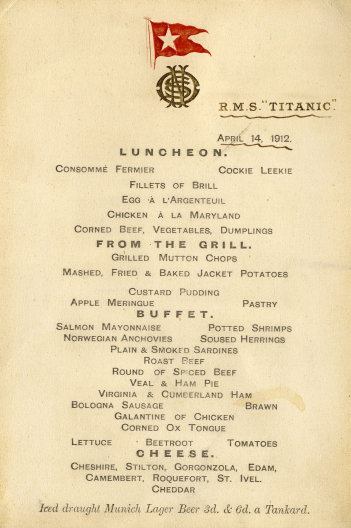 R.M.S. "TITANIC".
APRIL 14, 1912.
LUNCHEON.
CONSOMMÉ FERMIER COCKIE LEEKIE
FILLETS OF BRILL
EGG À L'ARGENTEUIL
CHICKEN À LA MARYLAND
CORNED BEEF, VEGETABLES, DUMPLINGS
FROM THE GRILL.
GRILLED MUTTON CHOPS
MASHED, FRIED & BAKED JACKET POTATOES
CUSTARD PUDDING
APPLE MERINGUE PASTRY
BUFFET.
SALMON MAYONNAISE POTTED SHRIMPS
NORWEGIAN ANCHOVIES SOUSED HERRINGS
PLAIN & SMOKED SARDINES
ROAST BEEF
ROUND OF SPICED BEEF
VEAL & HAM PIE
VIRGINIA & CUMBERLAND HAM
BOLOGNA SAUSAGE BRAWN
GALANTINE OF CHICKEN
CORNED OX TONGUE
LETTUCE BEETROOT TOMATOES
CHEESE.
CHESHIRE, STILTON, GORGONZOLA, EDAM,
CAMEMBERT, ROQUEFORT, ST. IVEL.
CHEDDAR
Iced draught Munich Lager Beer 3d. & 6d. a Tankard.